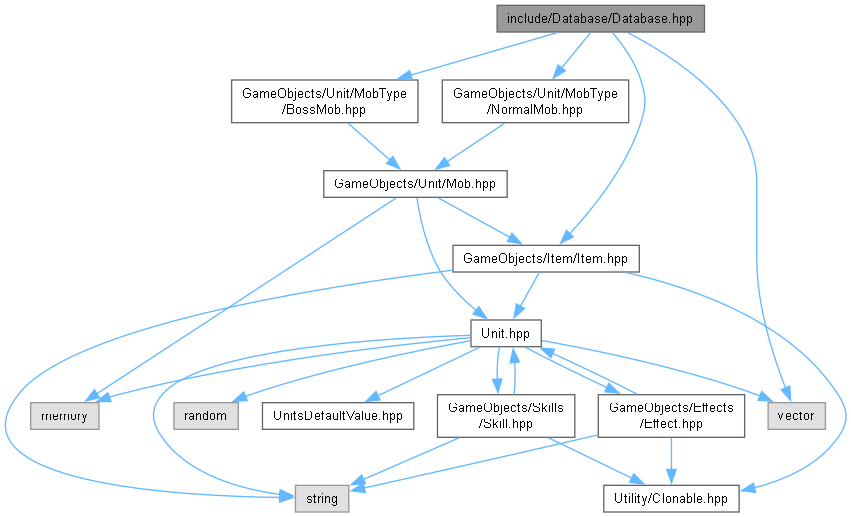 include/Database/Database.hpp
GameObjects/Unit/MobType
/BossMob.hpp
GameObjects/Unit/MobType
/NormalMob.hpp
GameObjects/Unit/Mob.hpp
GameObjects/Item/Item.hpp
Unit.hpp
memory
random
UnitsDefaultValue.hpp
GameObjects/Skills
/Skill.hpp
GameObjects/Effects
/Effect.hpp
vector
string
Utility/Clonable.hpp